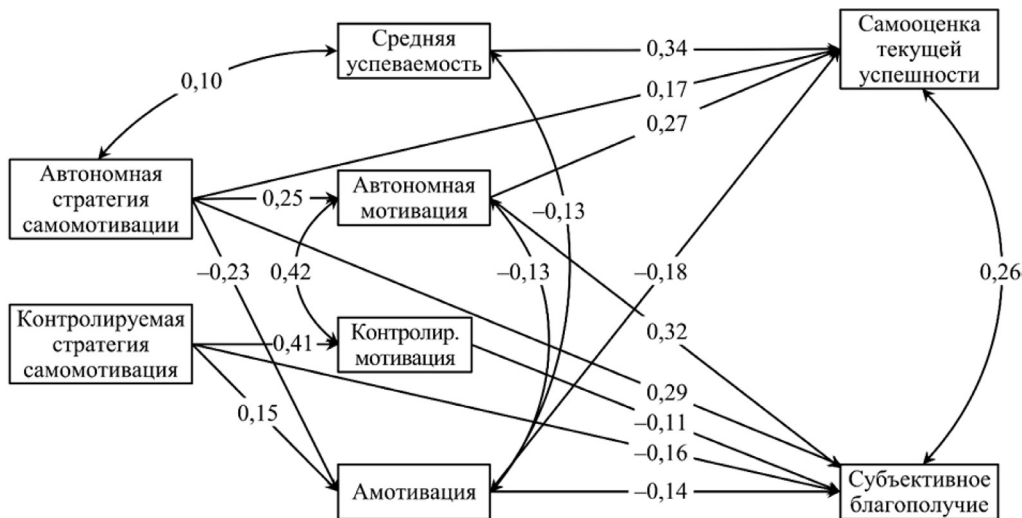 Средняя
успеваемость
Самооценка
текущей
успешности
0,34
0,10
0,17
0,27
Автономная
стратегия
самомотивации
0,25
Автономная
мотивация
–0,13
–0,23
0,42
–0,13
–0,18
0,26
Контролируемая
стратегия
самомотивация
0,41
Контролир.
мотивация
0,32
0,29
0,15
–0,11
–0,16
Амотивация
–0,14
Субъективное
благополучие